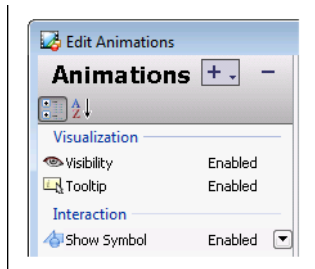 Edit Animations
Animations
Visualization
Visibility Enabled
Tooltip Enabled
Interaction
Show Symbol Enabled